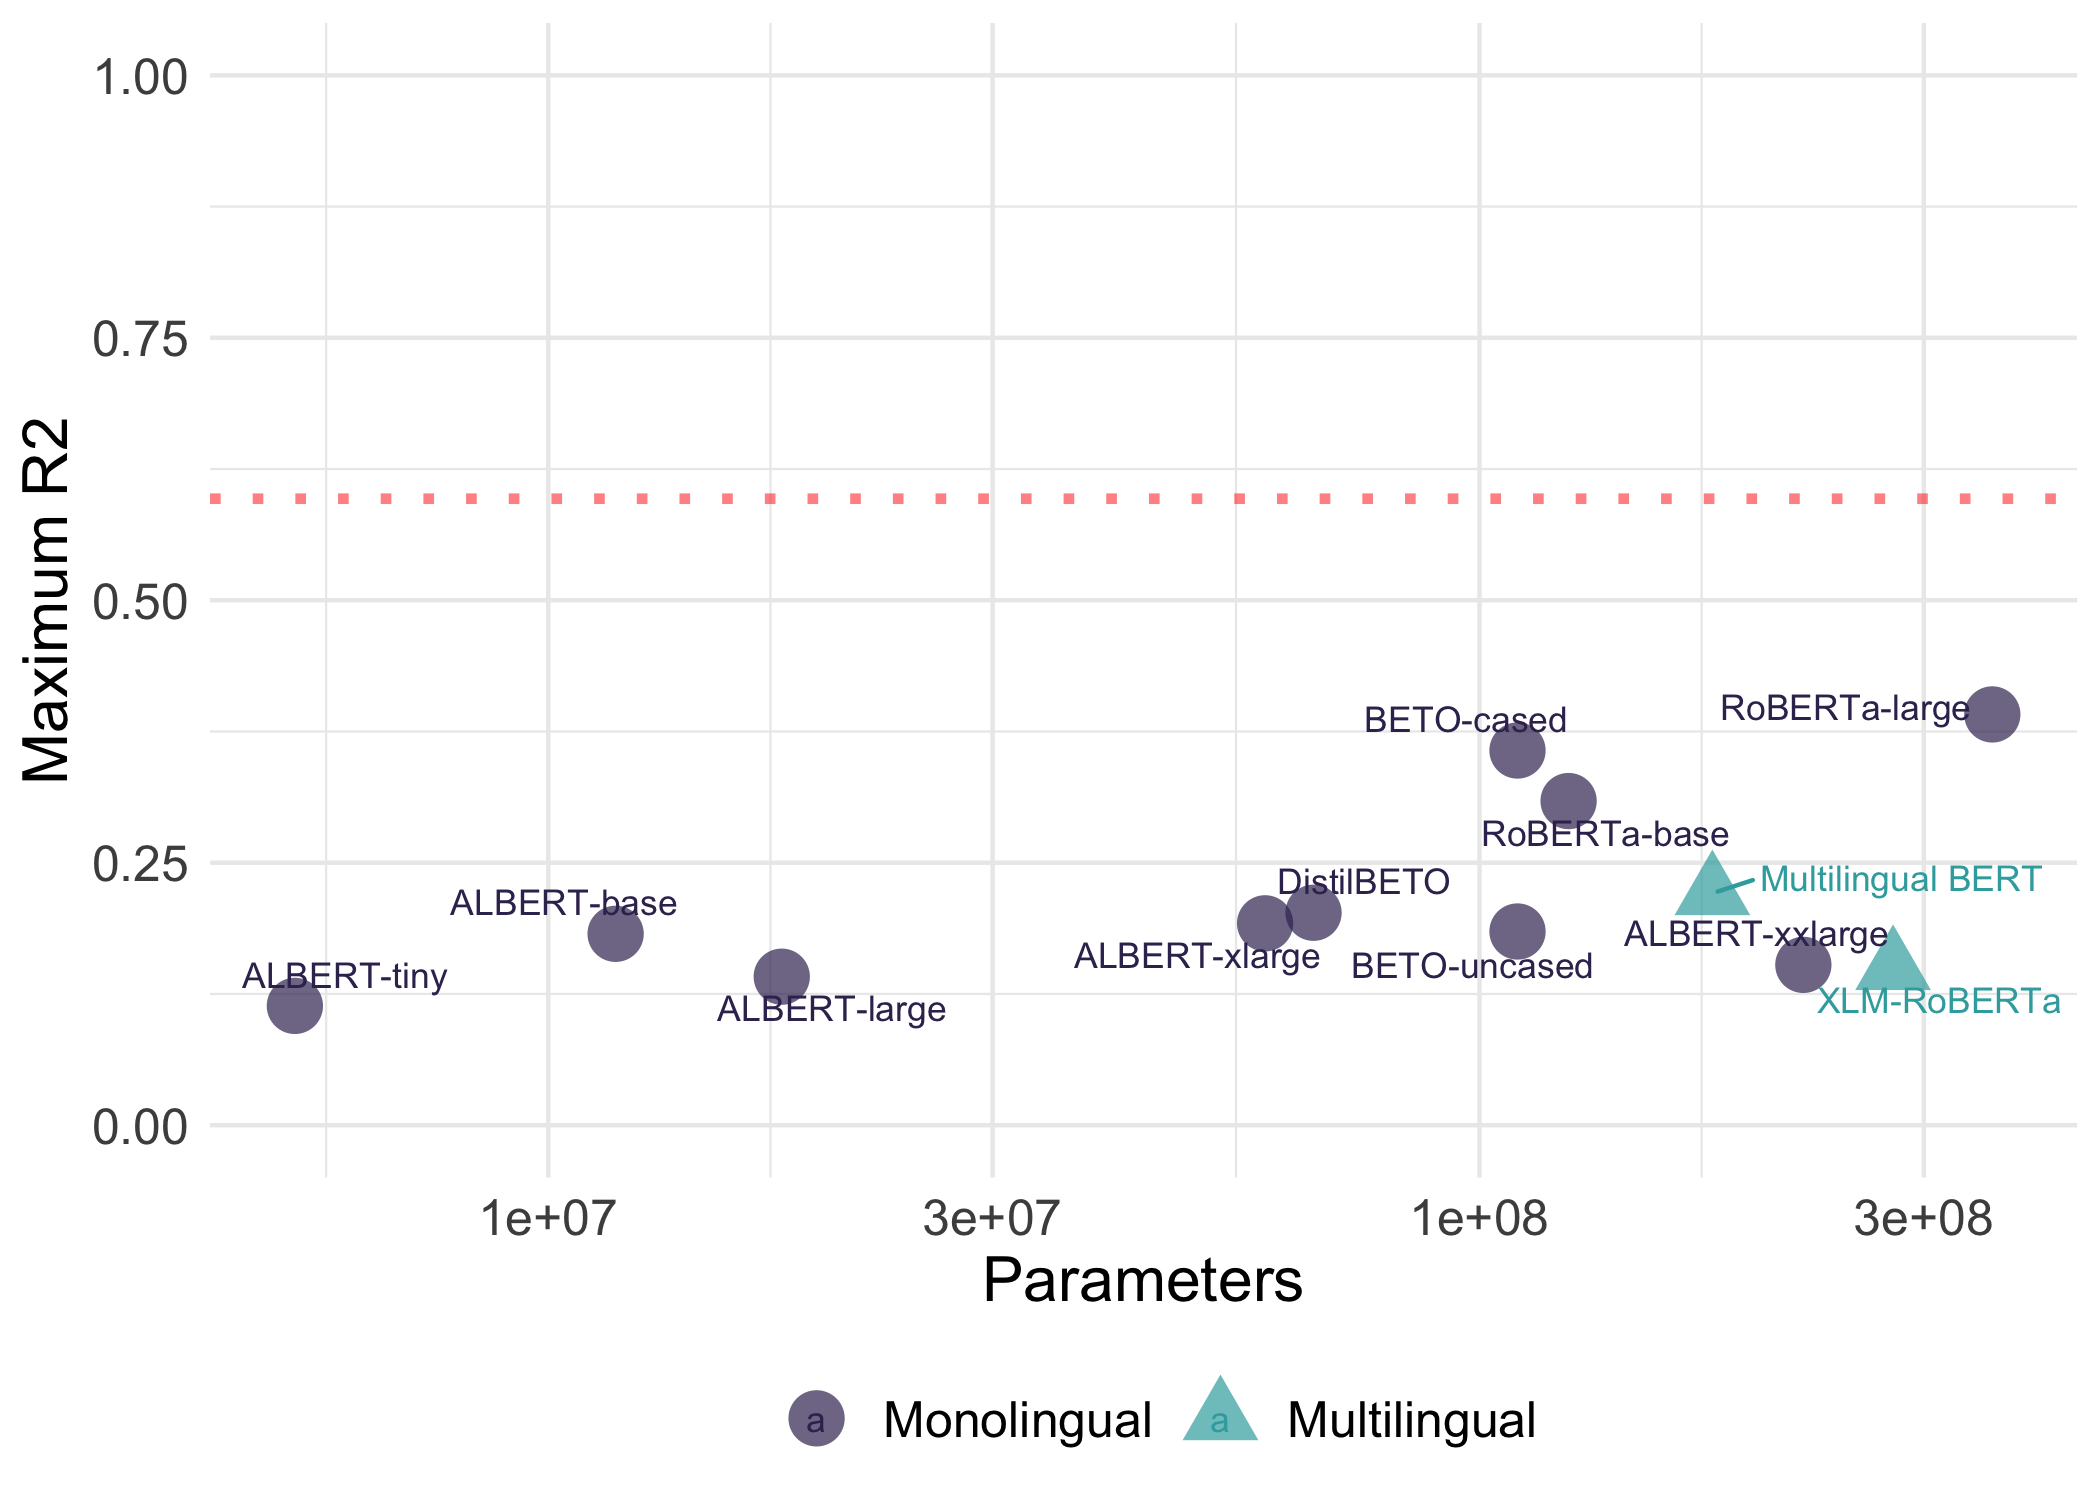 1.00
0.75
0.50
0.25
0.00
Maximum R2
BETO-cased
RoBERTa-large
RoBERTa-base
DistilBETO
Multilingual BERT
ALBERT-base
ALBERT-xxlarge
ALBERT-xlarge
BETO-uncased
ALBERT-tiny
XLM-RoBERTa
ALBERT-large
1e+07
3e+07
1e+08
3e+08
Parameters
a Monolingual a Multilingual